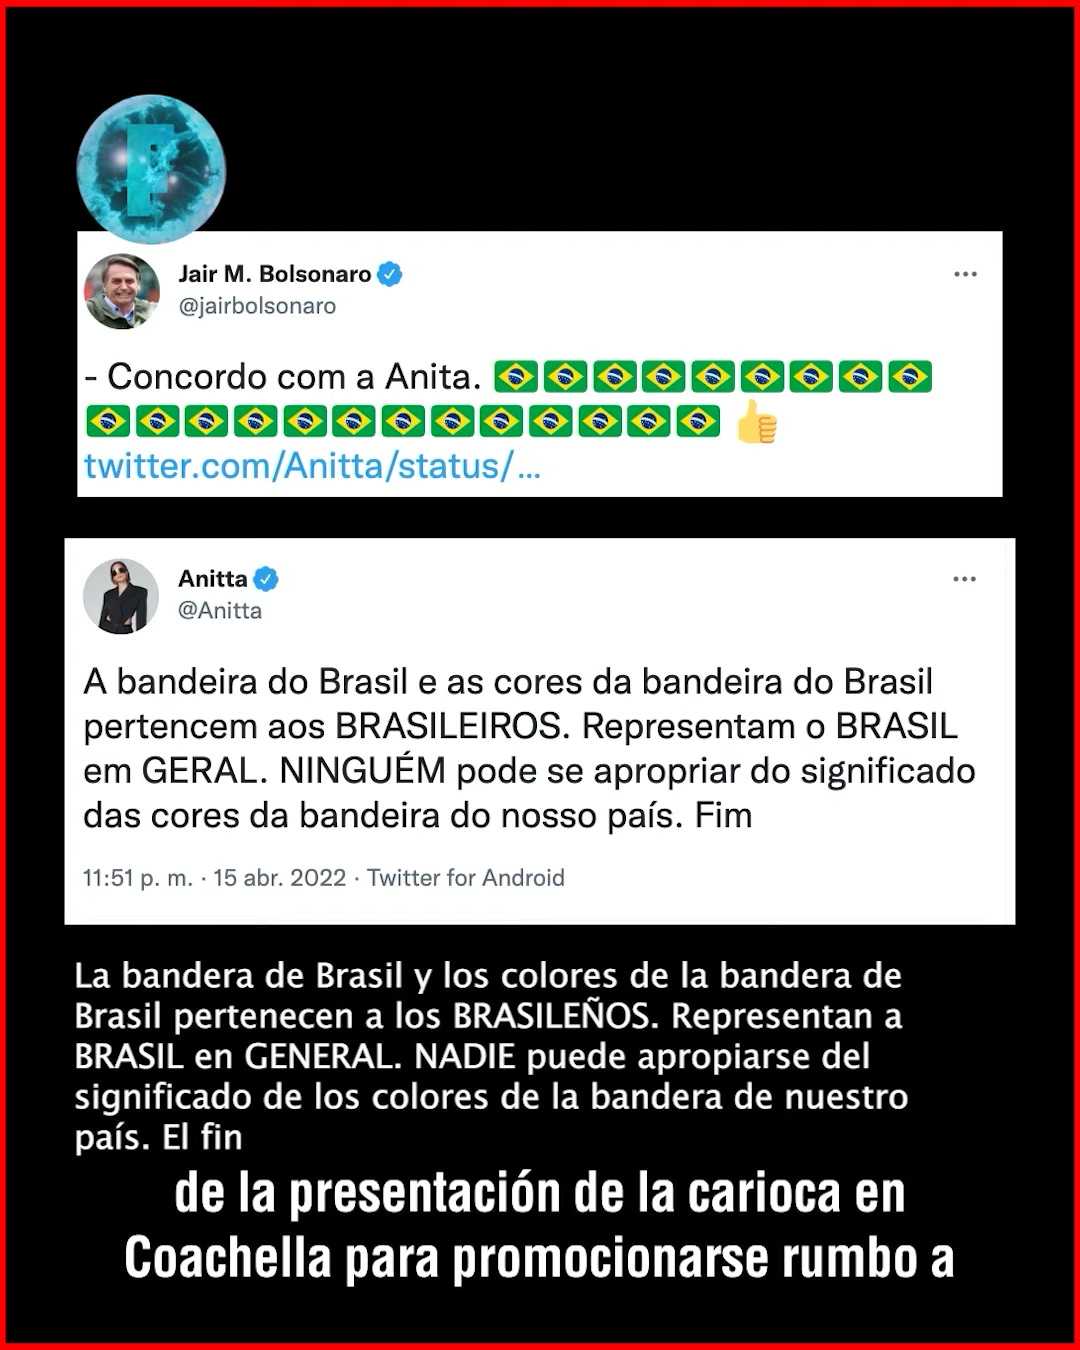 F
Jair M. Bolsonaro
@jairbolsonaro
- Concordo com a Anita. 🇧🇷🇧🇷🇧🇷🇧🇷🇧🇷🇧🇷🇧🇷🇧🇷🇧🇷
🇧🇷🇧🇷🇧🇷🇧🇷🇧🇷🇧🇷🇧🇷🇧🇷🇧🇷🇧🇷🇧🇷🇧🇷🇧🇷 👍
twitter.com/Anitta/status/...
Anitta
@Anitta
A bandeira do Brasil e as cores da bandeira do Brasil
pertencem aos BRASILEIROS. Representam o BRASIL
em GERAL. NINGUÉM pode se apropriar do significado
das cores da bandeira do nosso país. Fim
11:51 p. m. · 15 abr. 2022 · Twitter for Android
La bandera de Brasil y los colores de la bandera de
Brasil pertenecen a los BRASILEÑOS. Representan a
BRASIL en GENERAL. NADIE puede apropiarse del
significado de los colores de la bandera de nuestro
país. El fin
de la presentación de la carioca en
Coachella para promocionarse rumbo a